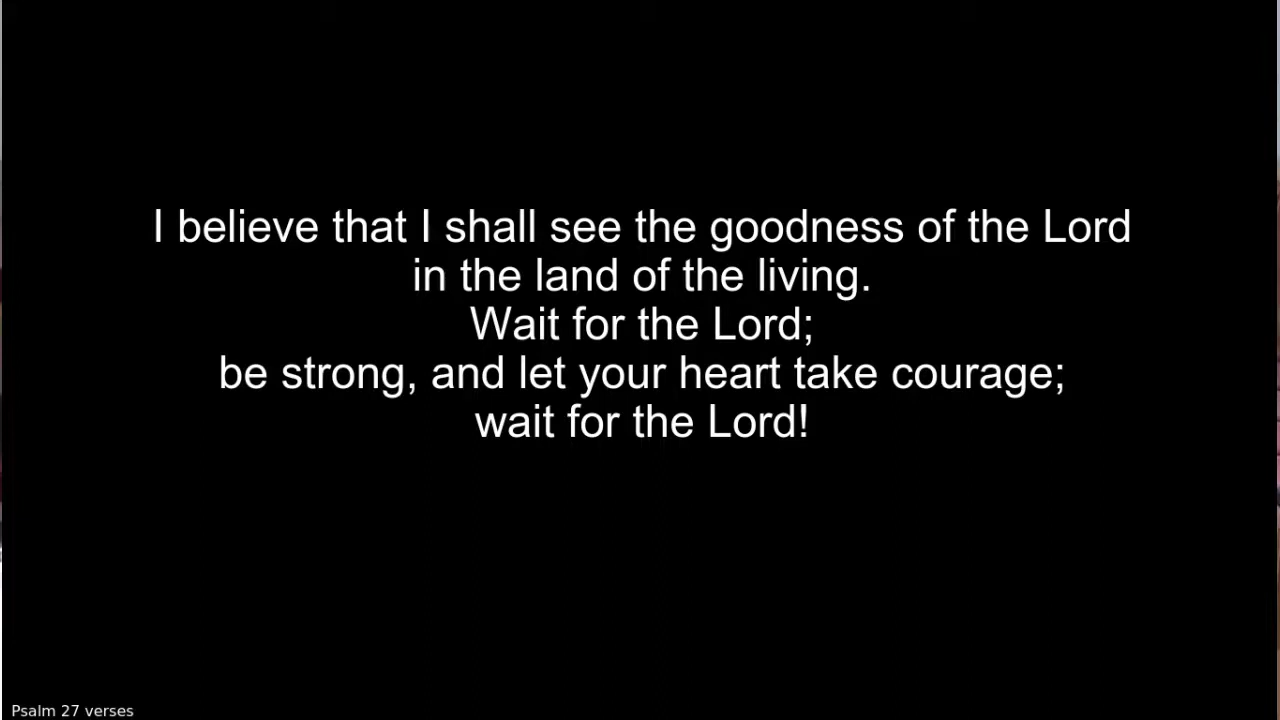 I believe that I shall see the goodness of the Lord
in the land of the living.
Wait for the Lord;
be strong, and let your heart take courage;
wait for the Lord!
Psalm 27 verses